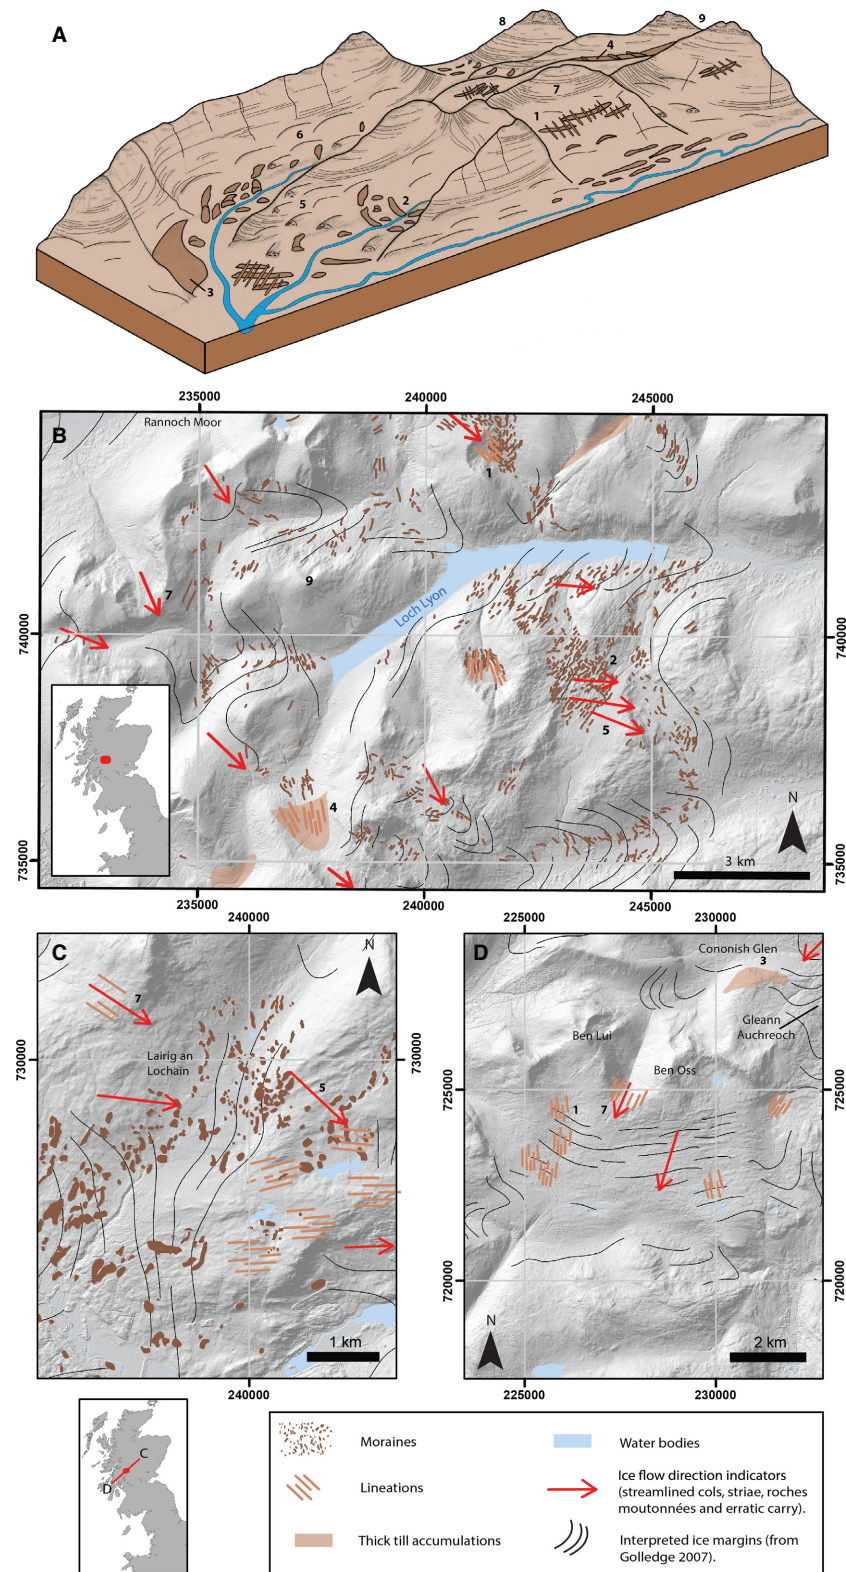 A
8
9
4
7
1
6
2
5
3
235000
240000
245000
B
Rannoch Moor
1
7
9
Loch Lyon
740000
740000
2
5
4
N
3 km
735000
735000
235000
240000
245000
240000
225000
230000
C
N
7
Lairig an
Lochain
730000
730000
5
1 km
240000
D
Cononish Glen
3
Gleann
Auchreoch
Ben Lui
Ben Oss
725000
725000
1
7
720000
720000
N
2 km
225000
230000
C
D
Moraines
Lineations
Thick till accumulations
Water bodies
Ice flow direction indicators
(streamlined cols, striae, roches
moutonnées and erratic carry).
Interpreted ice margins (from
Golledge 2007).